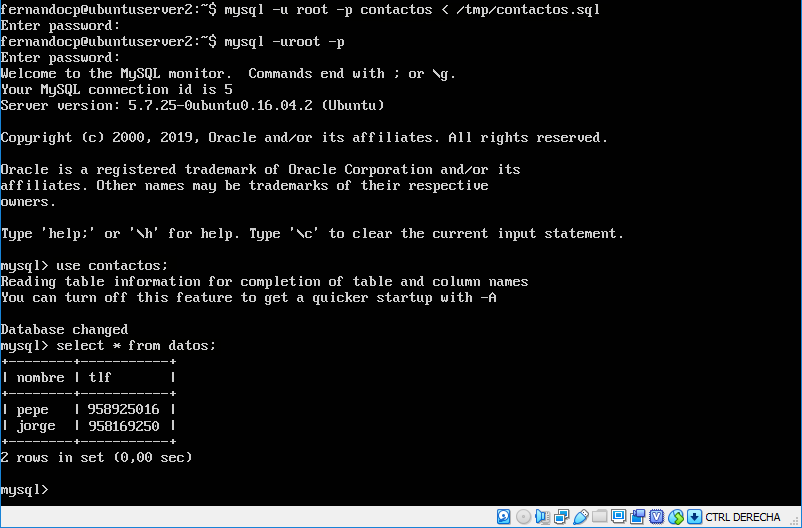 fernandocp@ubuntuserver2:~$ mysql -u root -p contactos < /tmp/contactos.sql
Enter password:
fernandocp@ubuntuserver2:~$ mysql -uroot -p
Enter password:
Welcome to the MySQL monitor.  Commands end with ; or \g.
Your MySQL connection id is 5
Server version: 5.7.25-0ubuntu0.16.04.2 (Ubuntu)

Copyright (c) 2000, 2019, Oracle and/or its affiliates. All rights reserved.

Oracle is a registered trademark of Oracle Corporation and/or its
affiliates. Other names may be trademarks of their respective
owners.

Type 'help;' or '\h' for help. Type '\c' to clear the current input statement.

mysql> use contactos;
Reading table information for completion of table and column names
You can turn off this feature to get a quicker startup with -A

Database changed
mysql> select * from datos;
+--------+-----------+
| nombre | tlf       |
+--------+-----------+
| pepe   | 958925016 |
| jorge  | 958169250 |
+--------+-----------+
2 rows in set (0,00 sec)

mysql>
CTRL DERECHA